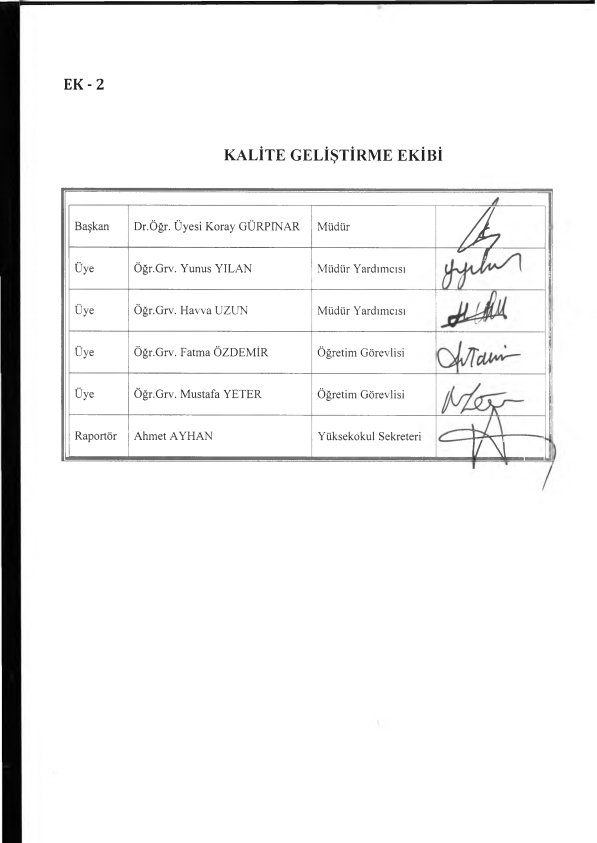 EK - 2
KALİTE GELİŞTİRME EKİBİ
Başkan Dr.Öğr. Üyesi Koray GÜRPINAR Müdür
Üye Öğr.Grv. Yunus YILAN Müdür Yardımcısı
Üye Öğr.Grv. Havva UZUN Müdür Yardımcısı
Üye Öğr.Grv. Fatma ÖZDEMİR Öğretim Görevlisi
Üye Öğr.Grv. Mustafa YETER Öğretim Görevlisi
Raportör Ahmet AYHAN Yüksekokul Sekreteri